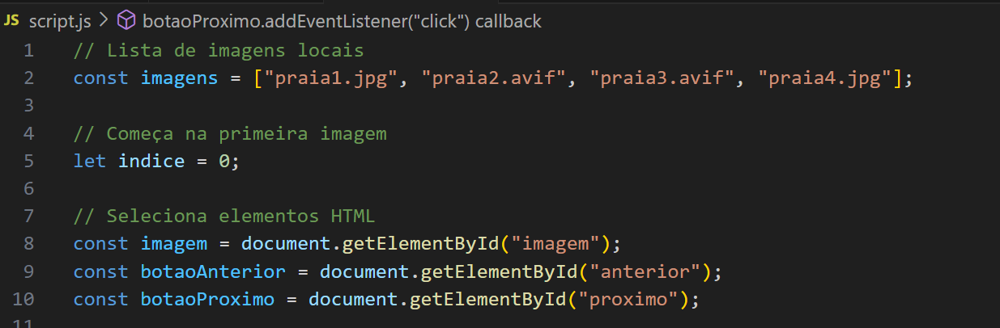 JS script.js > botaoProximo.addEventListener("click") callback
1 // Lista de imagens locais
2 const imagens = ["praia1.jpg", "praia2.avif", "praia3.avif", "praia4.jpg"];
3
4 // Começa na primeira imagem
5 let indice = 0;
6
7 // Seleciona elementos HTML
8 const imagem = document.getElementById("imagem");
9 const botaoAnterior = document.getElementById("anterior");
10 const botaoProximo = document.getElementById("proximo");
11